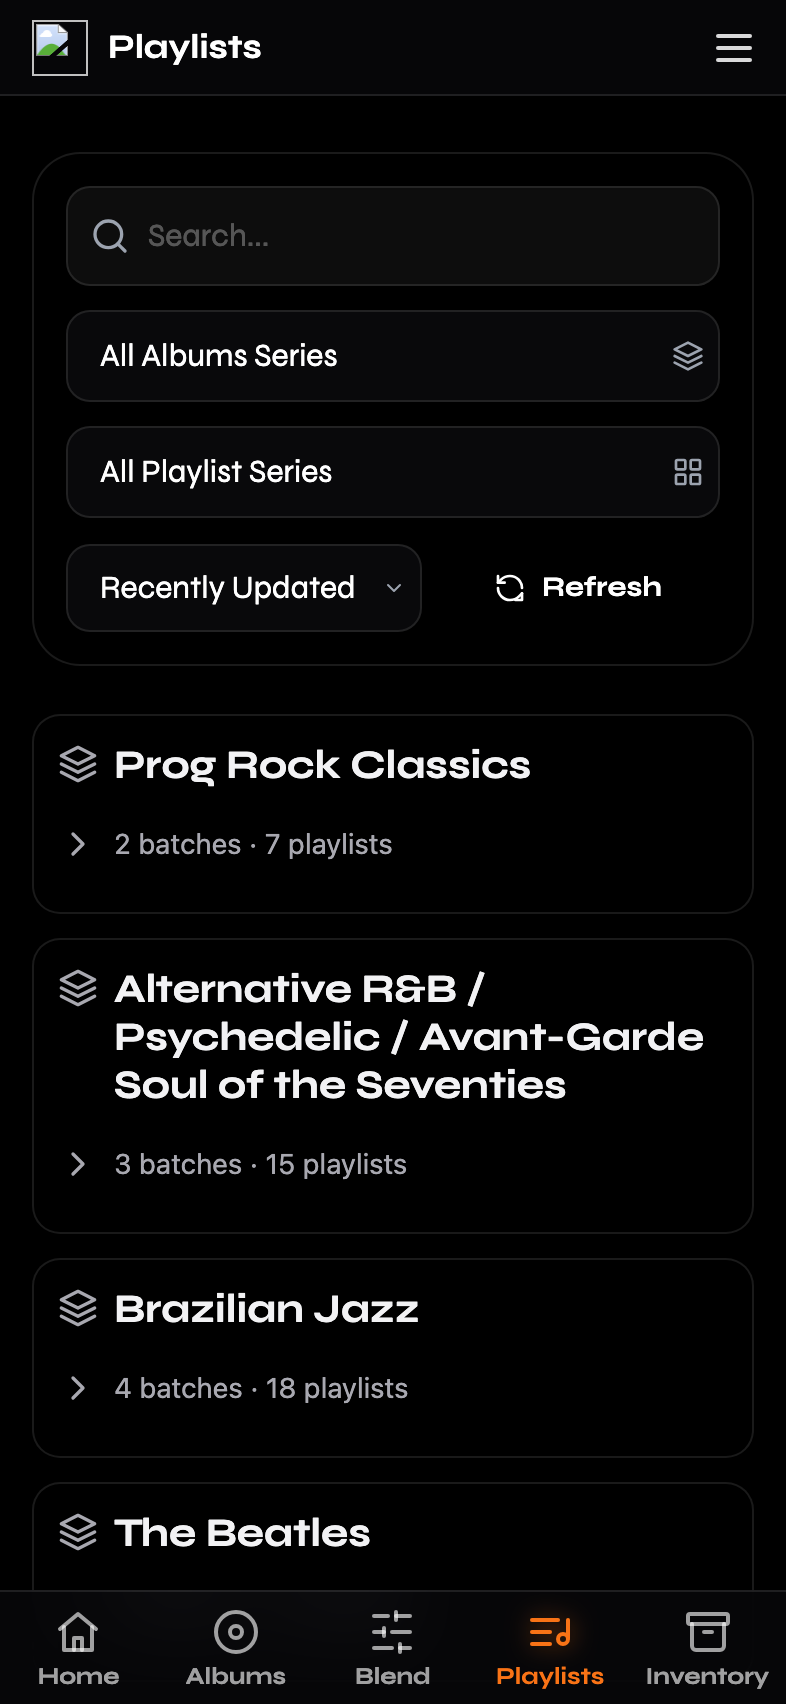 Playlists
Search...
All Albums Series
All Playlist Series
Recently Updated
Refresh
Prog Rock Classics
2 batches · 7 playlists
Alternative R&B /
Psychedelic / Avant-Garde
Soul of the Seventies
3 batches · 15 playlists
Brazilian Jazz
4 batches · 18 playlists
The Beatles
Home
Albums
Blend
Playlists
Inventory